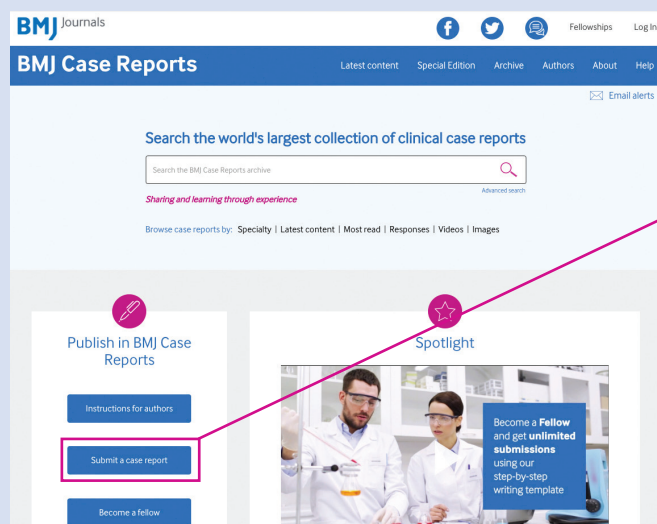 BMJ Journals
Fellowships Log In
BMJ Case Reports
Latest content Special Edition Archive Authors About Help
Email alerts
Search the world's largest collection of clinical case reports
Search the BMJ Case Reports archive
Advanced search
Sharing and learning through experience
Browse case reports by: Specialty | Latest content | Most read | Responses | Videos | Images
Publish in BMJ Case
Reports
Instructions for authors
Submit a case report
Become a fellow
Spotlight
Become a Fellow
and get unlimited
submissions
using our
step-by-step
writing template